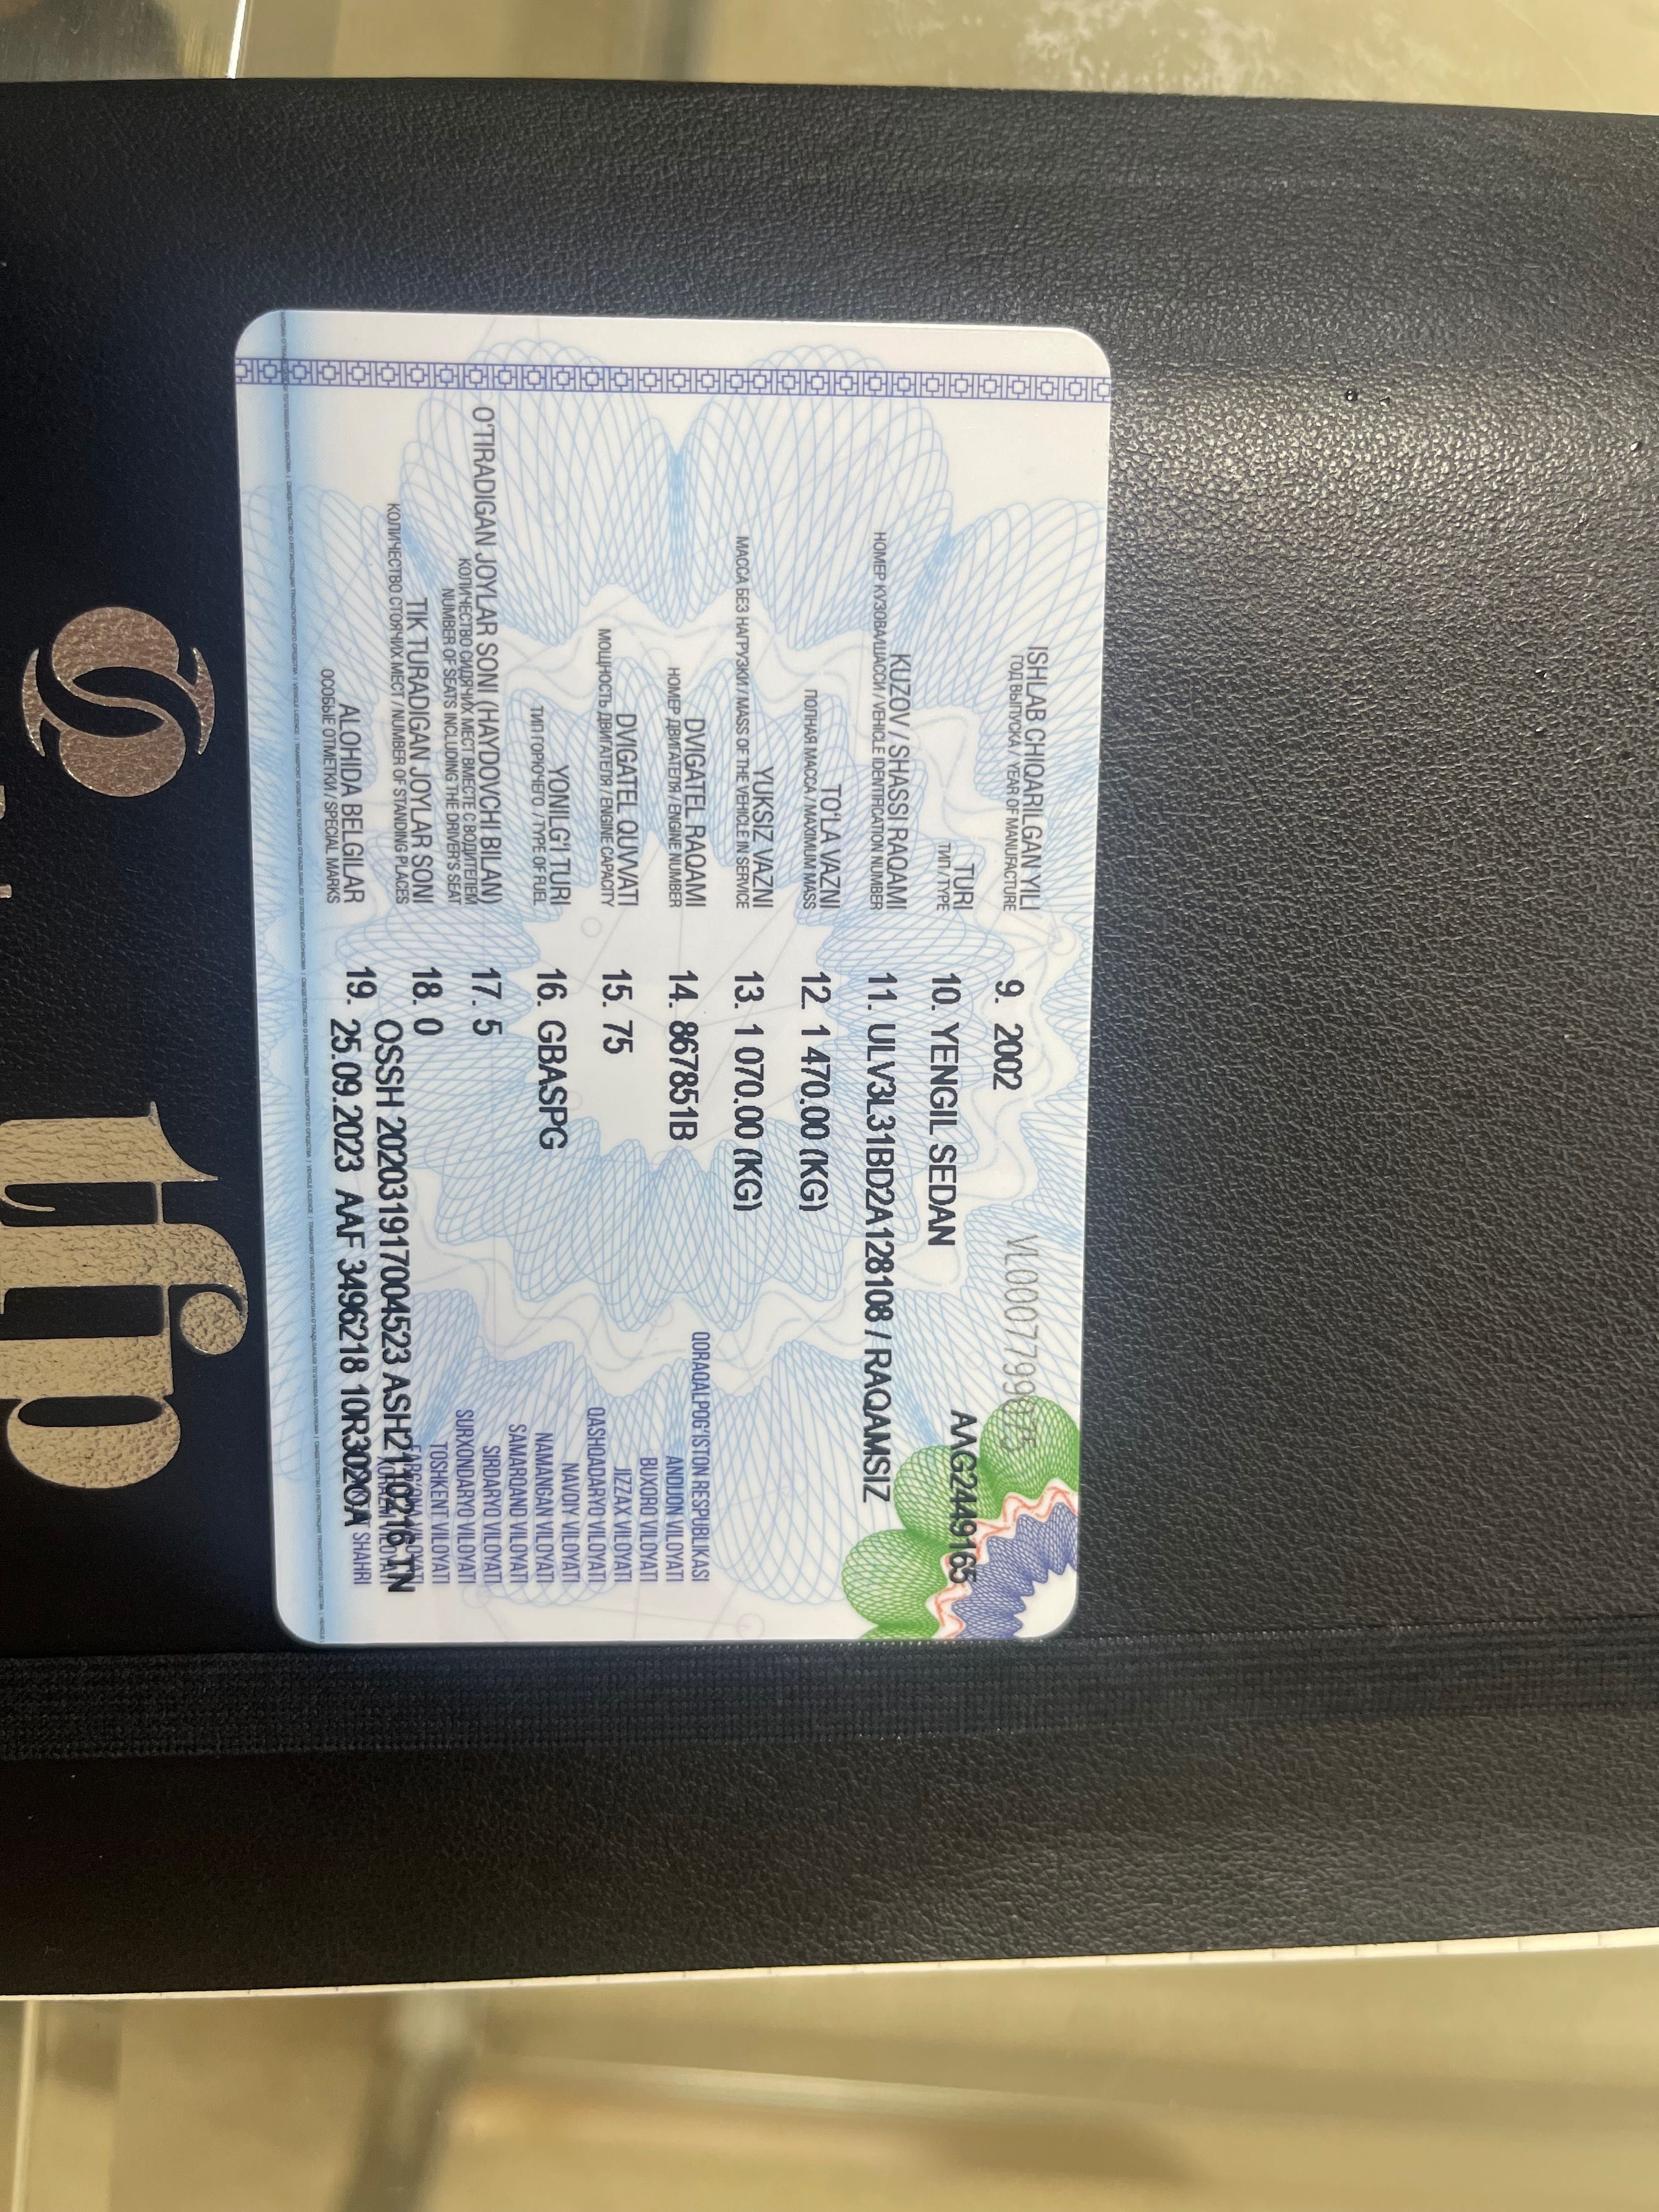 VL0007799875
AAG2449165
ISHLAB CHIQARILGAN YILI 9. 2002
ГОД ВЫПУСКА / YEAR OF MANUFACTURE
TURI 10. YENGIL SEDAN
ТИП / TYPE
KUZOV / SHASSI RAQAMI 11. ULV3L31BD2A128108 / RAQAMSIZ
НОМЕР КУЗОВА/ШАССИ / VEHICLE IDENTIFICATION NUMBER
TO'LA VAZNI 12. 1 470.00 (KG)
ПОЛНАЯ МАССА / MAXIMUM MASS
YUKSIZ VAZNI 13. 1 070.00 (KG)
МАССА БЕЗ НАГРУЗКИ / MASS OF THE VEHICLE IN SERVICE
DVIGATEL RAQAMI 14. 867851B
НОМЕР ДВИГАТЕЛЯ / ENGINE NUMBER
DVIGATEL QUVVATI 15. 75
МОЩНОСТЬ ДВИГАТЕЛЯ / ENGINE CAPACITY
YONILG'I TURI 16. GBASPG
ТИП ГОРЮЧЕГО / TYPE OF FUEL
O'TIRADIGAN JOYLAR SONI (HAYDOVCHI BILAN) 17. 5
КОЛИЧЕСТВО СИДЯЧИХ МЕСТ ВМЕСТЕ С ВОДИТЕЛЕМ
NUMBER OF SEATS INCLUDING THE DRIVER'S SEAT
TIK TURADIGAN JOYLAR SONI 18. 0
КОЛИЧЕСТВО СТОЯЧИХ МЕСТ / NUMBER OF STANDING PLACES
OSSH 202031917004523 ASH2110216 TN
ALOHIDA BELGILAR 19. 25.09.2023 AAF 3496218 10R302OA
ОСОБЫЕ ОТМЕТКИ / SPECIAL MARKS
QORAQALPOG'ISTON RESPUBLIKASI
ANDIJON VILOYATI
BUXORO VILOYATI
JIZZAX VILOYATI
QASHQADARYO VILOYATI
NAVOIY VILOYATI
NAMANGAN VILOYATI
SAMARQAND VILOYATI
SIRDARYO VILOYATI
SURXONDARYO VILOYATI
TOSHKENT VILOYATI
SHAHRI